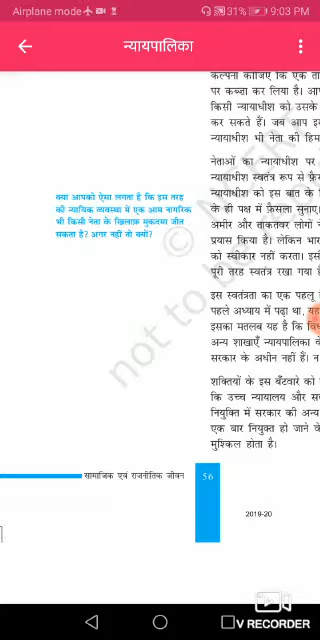 Airplane mode 31% 9:03 PM
न्यायपालिका
कल्पना कीजिए कि एक
पर कब्ज़ा कर लिया है।
किसी न्यायाधीश को उसके
कर सकते हैं। जब आप
न्यायाधीश भी नेता की
नेताओं का न्यायाधीश पर
न्यायाधीश स्वतंत्र रूप से
न्यायाधीश को इस बात के
के ही पक्ष में फ़ैसला सुनाए।
अमीर और ताकतवर लोगों
प्रयास किया है। लेकिन
को स्वीकार नहीं करता।
पूरी तरह स्वतंत्र रखा गया
क्या आपको ऐसा लगता है कि इस तरह
की न्यायिक व्यवस्था में एक आम नागरिक
भी किसी नेता के खिलाफ़ मुकदमा जीत
सकता है? अगर नहीं तो क्यों?
इस स्वतंत्रता का एक पहलू
पहले अध्याय में पढ़ा था,
इसका मतलब यह है कि
अन्य शाखाएँ न्यायपालिका
सरकार के अधीन नहीं हैं। न
शक्तियों के इस बँटवारे को
कि उच्च न्यायालय और
नियुक्ति में सरकार की अन्य
एक बार नियुक्त हो जाने के
मुश्किल होता है।
सामाजिक एवं राजनीतिक जीवन 56
2019-20
not to be
V RECORDER